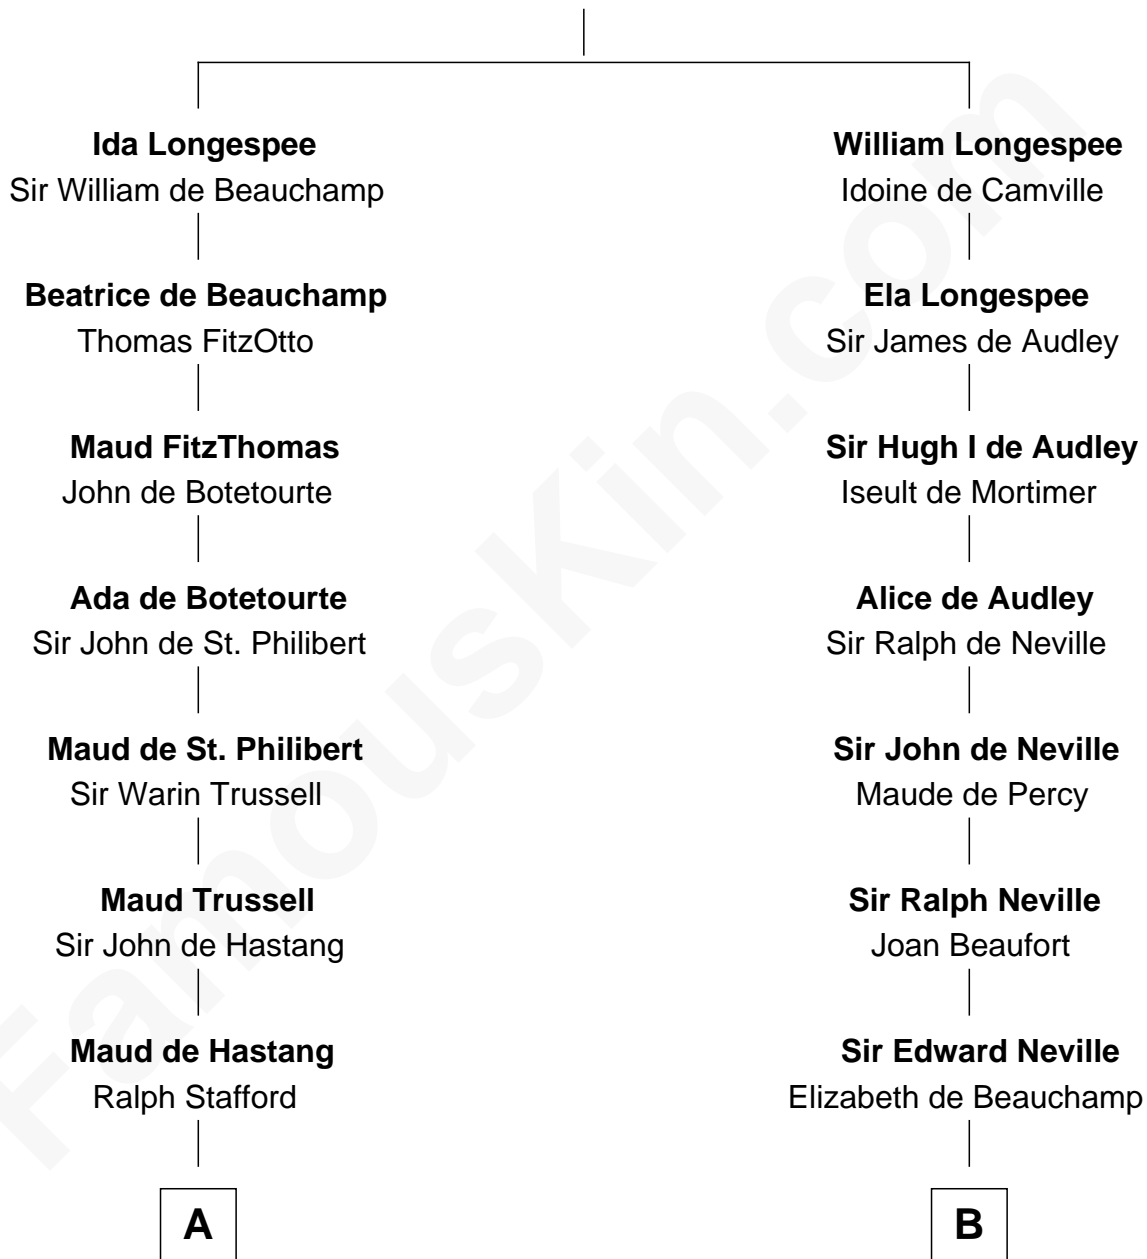 Ida Longespee
Sir William de Beauchamp
Beatrice de Beauchamp
Thomas FitzOtto
Maud FitzThomas
John de Botetourte
Ada de Botetourte
Sir John de St. Philibert
Maud de St. Philibert
Sir Warin Trussell
Maud Trussell
Sir John de Hastang
Maud de Hastang
Ralph Stafford
A
William Longespee
Idoine de Camville
Ela Longespee
Sir James de Audley
Sir Hugh I de Audley
Iseult de Mortimer
Alice de Audley
Sir Ralph de Neville
Sir John de Neville
Maude de Percy
Sir Ralph Neville
Joan Beaufort
Sir Edward Neville
Elizabeth de Beauchamp
B
FamousKin.com